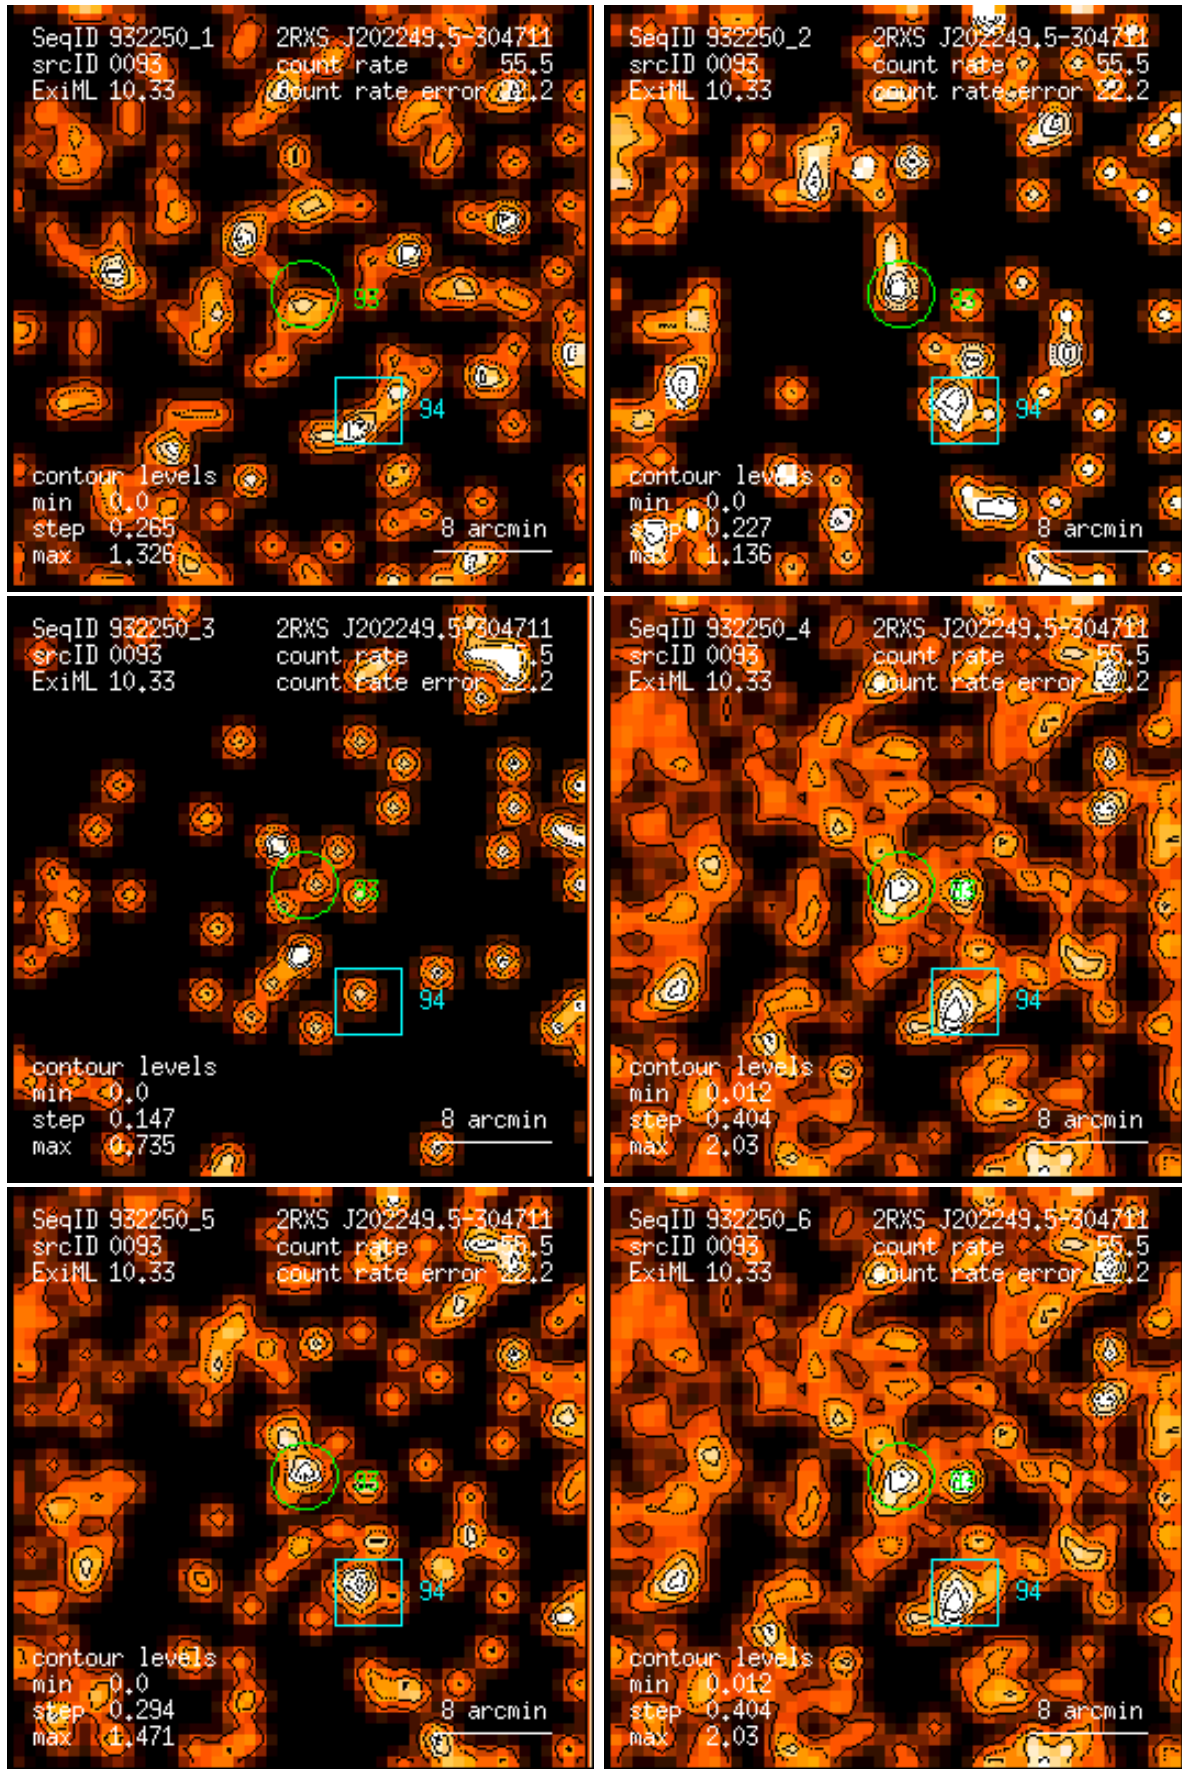 SeqID 932250_1 2RXS J202249.5-304711
srcID 0093 count rate 55.5
ExiML 10.33 count rate error 22.2
93
94
contour levels
min 0.0
step 0.265 8 arcmin
max 1.326
SeqID 932250_2 2RXS J202249.5-304711
srcID 0093 count rate 55.5
ExiML 10.33 count rate error 22.2
93
94
contour levels
min 0.0
step 0.227 8 arcmin
max 1.136
SeqID 932250_3 2RXS J202249.5-304711
srcID 0093 count rate 55.5
ExiML 10.33 count rate error 22.2
93
94
contour levels
min 0.0
step 0.147 8 arcmin
max 0.735
SeqID 932250_4 2RXS J202249.5-304711
srcID 0093 count rate 55.5
ExiML 10.33 count rate error 22.2
93
94
contour levels
min 0.012
step 0.404 8 arcmin
max 2.03
SeqID 932250_5 2RXS J202249.5-304711
srcID 0093 count rate 55.5
ExiML 10.33 count rate error 22.2
93
94
contour levels
min 0.0
step 0.294 8 arcmin
max 1.471
SeqID 932250_6 2RXS J202249.5-304711
srcID 0093 count rate 55.5
ExiML 10.33 count rate error 22.2
93
94
contour levels
min 0.012
step 0.404 8 arcmin
max 2.03